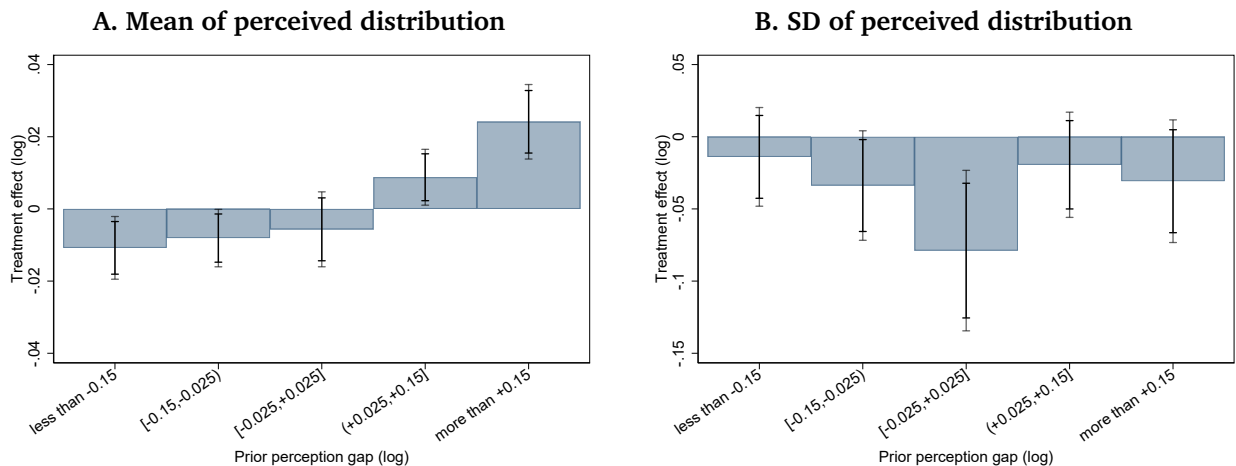 A. Mean of perceived distribution
Treatment effect (log)
.04
.02
0
-.02
-.04
less than -0.15
[-0.15,-0.025)
[-0.025,+0.025]
(+0.025,+0.15]
more than +0.15
Prior perception gap (log)
B. SD of perceived distribution
Treatment effect (log)
.05
0
-.05
-.1
-.15
less than -0.15
[-0.15,-0.025)
[-0.025,+0.025]
(+0.025,+0.15]
more than +0.15
Prior perception gap (log)